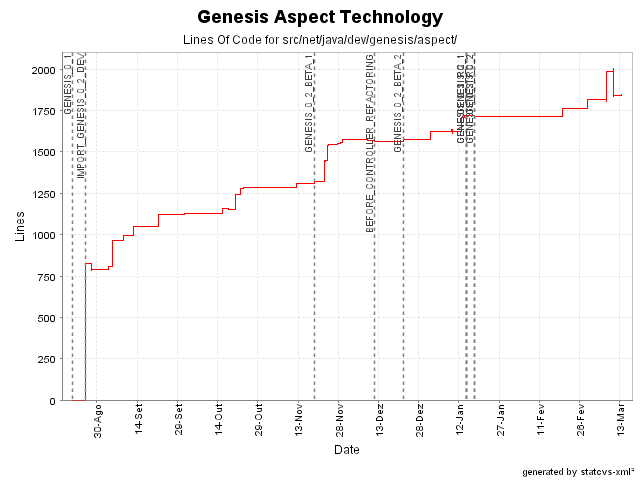 Genesis Aspect Technology
Lines Of Code for src/net/java/dev/genesis/aspect/
GENESIS_0_1
IMPORT_GENESIS_0_2_DEV
GENESIS_0_2_BETA_1
BEFORE_CONTROLLER_REFACTORING
GENESIS_0_2_BETA_2
2000
1750
1500
1250
1000
750
500
250
0
Lines
30-Ago
14-Set
29-Set
14-Out
29-Out
13-Nov
28-Nov
13-Dez
28-Dez
12-Jan
27-Jan
11-Fev
26-Fev
13-Mar
Date
generated by statcvs-xml²